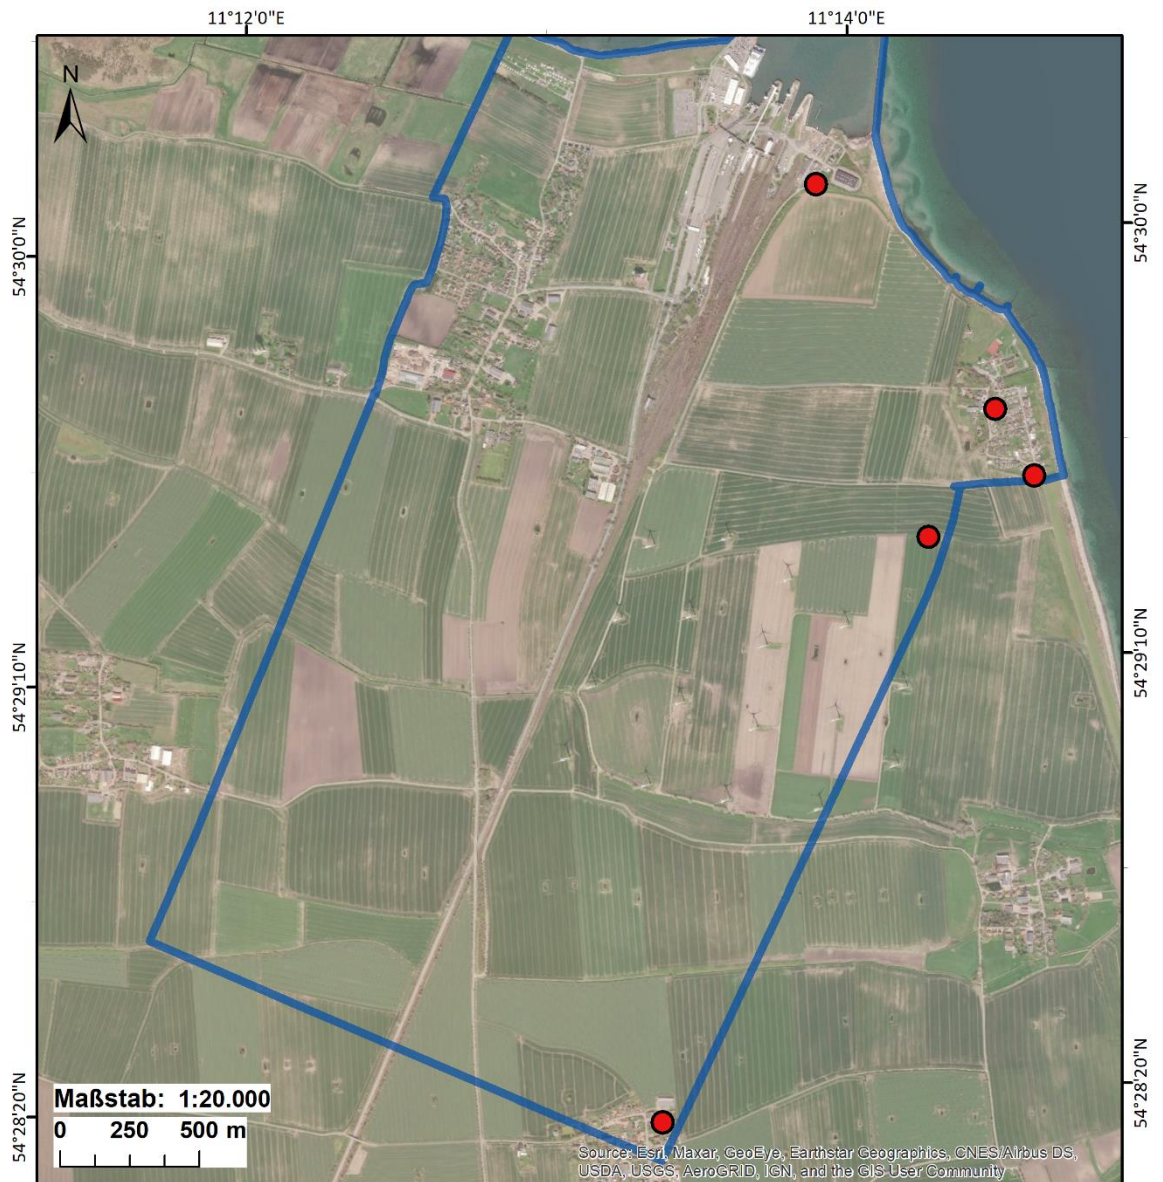 11°12'0"E
11°14'0"E
N
54°30'0"N
54°30'0"N
54°29'10"N
54°29'10"N
54°28'20"N
54°28'20"N
Maßstab: 1:20.000
0 250 500 m
Source: Esri, Maxar, GeoEye, Earthstar Geographics, CNES/Airbus DS,
USDA, USGS, AeroGRID, IGN, and the GIS User Community